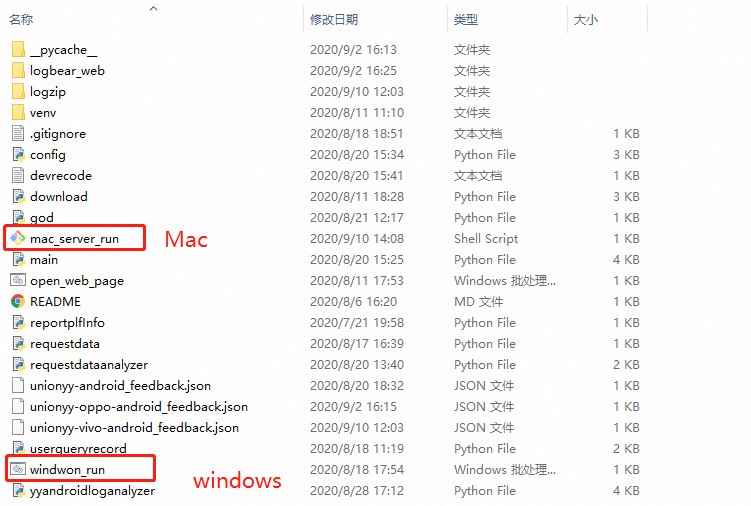 名称 修改日期 类型 大小
__pycache__ 2020/9/2 16:13 文件夹
logbear_web 2020/9/2 16:25 文件夹
logzip 2020/9/10 12:03 文件夹
venv 2020/8/11 11:10 文件夹
.gitignore 2020/8/18 18:51 文本文档 1 KB
config 2020/8/20 15:34 Python File 3 KB
devrecode 2020/8/20 15:41 文本文档 1 KB
download 2020/8/11 18:28 Python File 3 KB
god 2020/8/21 12:17 Python File 1 KB
mac_server_run Mac 2020/9/10 14:08 Shell Script 1 KB
main 2020/8/20 15:25 Python File 4 KB
open_web_page 2020/8/11 17:53 Windows 批处理... 1 KB
README 2020/8/6 16:20 MD 文件 1 KB
reportplfInfo 2020/7/21 19:58 Python File 1 KB
requestdata 2020/8/17 16:39 Python File 1 KB
requestdataanalyzer 2020/8/20 13:40 Python File 2 KB
unionyy-android_feedback.json 2020/8/20 18:32 JSON 文件 1 KB
unionyy-oppo-android_feedback.json 2020/9/2 16:15 JSON 文件 1 KB
unionyy-vivo-android_feedback.json 2020/9/10 12:03 JSON 文件 1 KB
userqueryrecord 2020/8/18 11:19 Python File 2 KB
windwon_run windows 2020/8/18 17:54 Windows 批处理... 1 KB
yyandroidloganalyzer 2020/8/28 17:12 Python File 4 KB